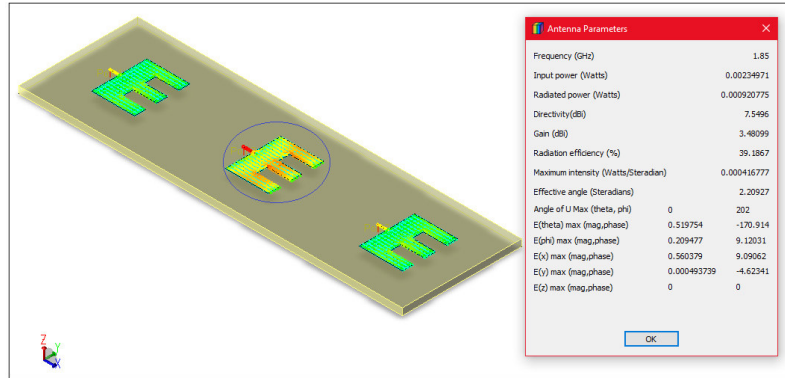 Antenna Parameters
Frequency (GHz) 1.85
Input power (Watts) 0.00234971
Radiated power (Watts) 0.000920775
Directivity(dBi) 7.5496
Gain (dBi) 3.48099
Radiation efficiency (%) 39.1867
Maximum intensity (Watts/Steradian) 0.000416777
Effective angle (Steradians) 2.20927
Angle of U Max (theta, phi) 0 202
E(theta) max (mag,phase) 0.519754 -170.914
E(phi) max (mag,phase) 0.209477 9.12031
E(x) max (mag,phase) 0.560379 9.09062
E(y) max (mag,phase) 0.000493739 -4.62341
E(z) max (mag,phase) 0 0
OK
Z
Y
X